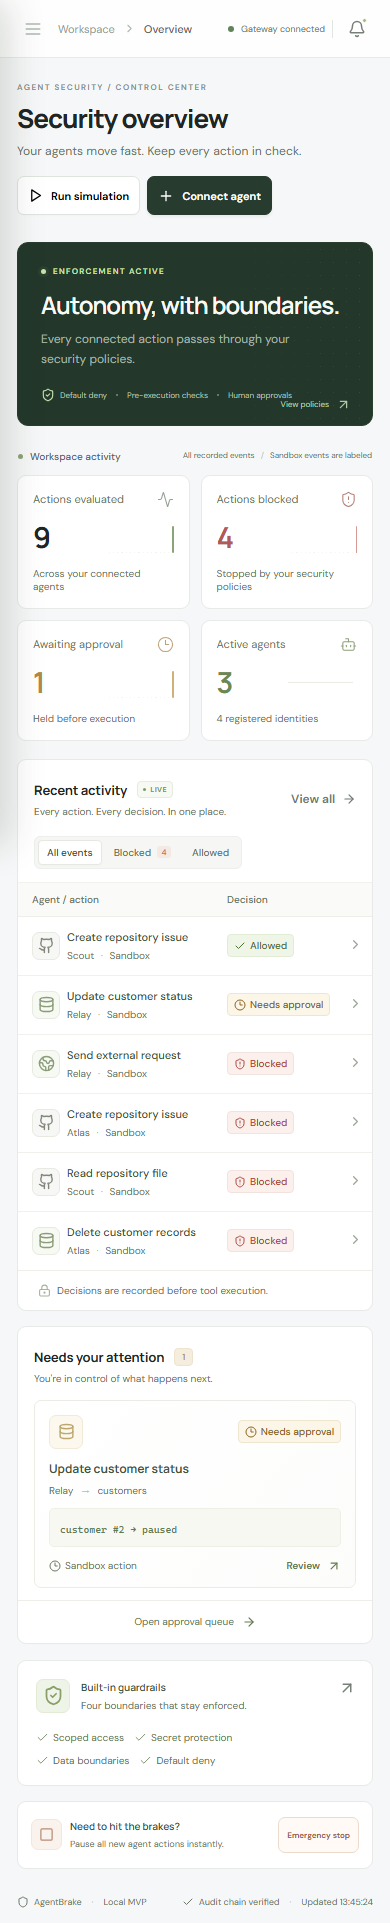 Workspace > Overview
Gateway connected
AGENT SECURITY / CONTROL CENTER
Security overview
Your agents move fast. Keep every action in check.
Run simulation
Connect agent
ENFORCEMENT ACTIVE
Autonomy, with boundaries.
Every connected action passes through your
security policies.
Default deny · Pre-execution checks · Human approvals
View policies
Workspace activity
All recorded events / Sandbox events are labeled
Actions evaluated
9
Across your connected
agents
Actions blocked
4
Stopped by your security
policies
Awaiting approval
1
Held before execution
Active agents
3
4 registered identities
Recent activity
LIVE
Every action. Every decision. In one place.
View all →
All events
Blocked 4
Allowed
Agent / action
Decision
Create repository issue
Scout · Sandbox
Allowed
Update customer status
Relay · Sandbox
Needs approval
Send external request
Relay · Sandbox
Blocked
Create repository issue
Atlas · Sandbox
Blocked
Read repository file
Scout · Sandbox
Blocked
Delete customer records
Atlas · Sandbox
Blocked
Decisions are recorded before tool execution.
Needs your attention 1
You're in control of what happens next.
Needs approval
Update customer status
Relay → customers
customer #2 → paused
Sandbox action
Review
Open approval queue →
Built-in guardrails
Four boundaries that stay enforced.
Scoped access
Secret protection
Data boundaries
Default deny
Need to hit the brakes?
Pause all new agent actions instantly.
Emergency stop
AgentBrake · Local MVP
Audit chain verified · Updated 13:45:24